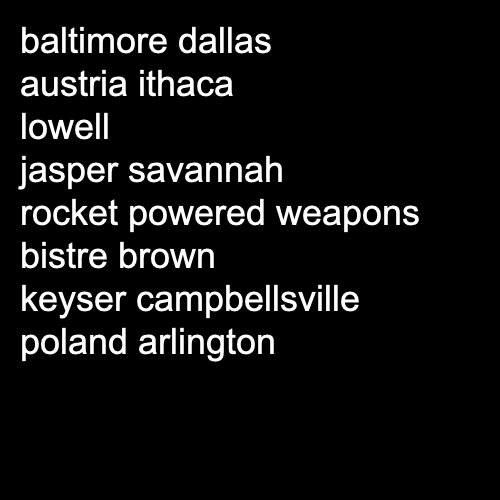 baltimore dallas
austria ithaca
lowell
jasper savannah
rocket powered weapons
bistre brown
keyser campbellsville
poland arlington